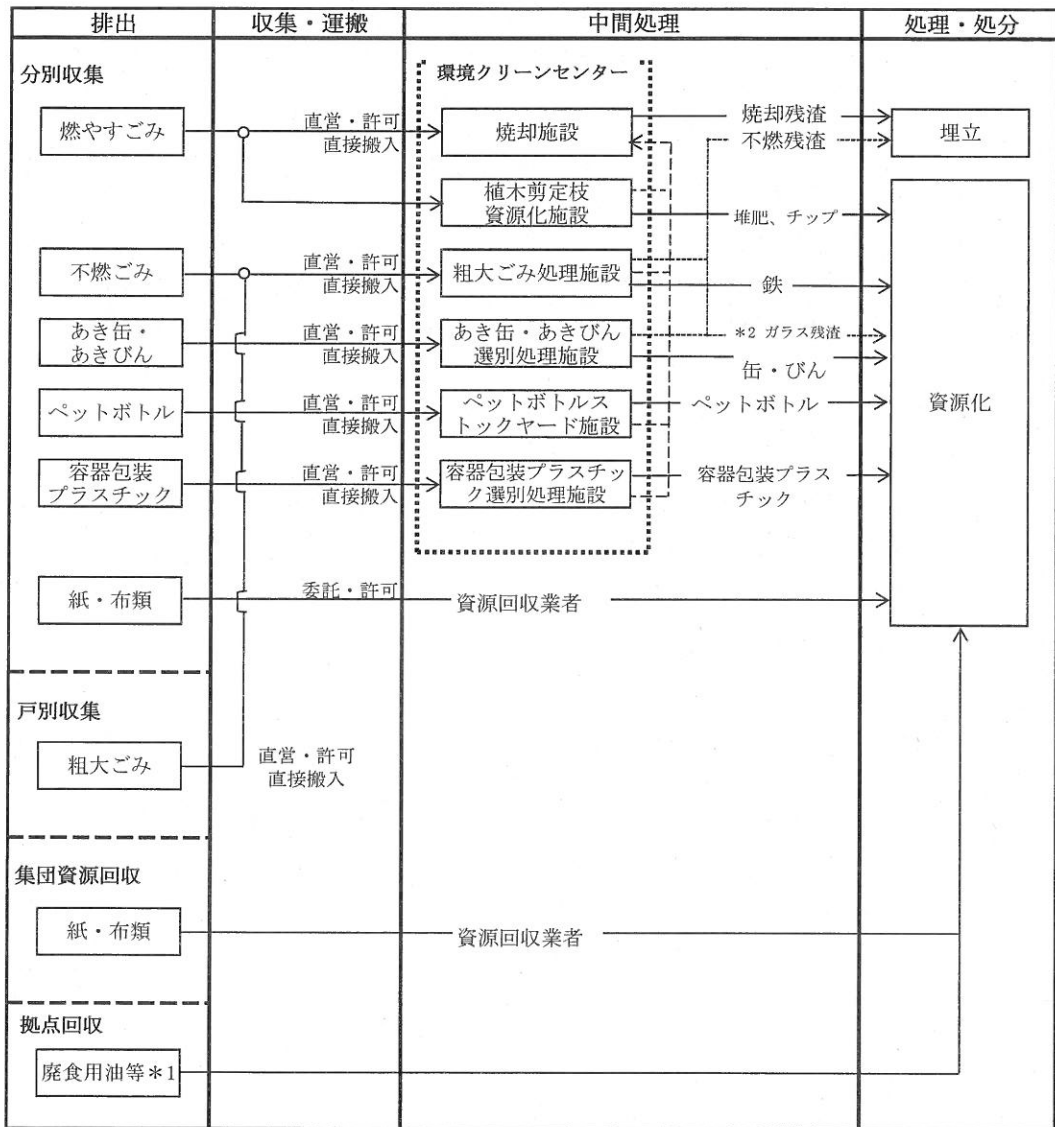 排出
収集・運搬
中間処理
処理・処分
分別収集
環境クリーンセンター
燃やすごみ
直営・許可
直接搬入
焼却施設
焼却残渣
不燃残渣
埋立
植木剪定枝
資源化施設
堆肥、チップ
不燃ごみ
直営・許可
直接搬入
粗大ごみ処理施設
鉄
あき缶・
あきびん
直営・許可
直接搬入
あき缶・あきびん
選別処理施設
*2 ガラス残渣
缶・びん
ペットボトル
直営・許可
直接搬入
ペットボトルス
トックヤード施設
ペットボトル
資源化
容器包装
プラスチック
直営・許可
直接搬入
容器包装プラスチッ
ク選別処理施設
容器包装プラス
チック
紙・布類
委託・許可
資源回収業者
戸別収集
粗大ごみ
直営・許可
直接搬入
集団資源回収
紙・布類
資源回収業者
拠点回収
廃食用油等*1